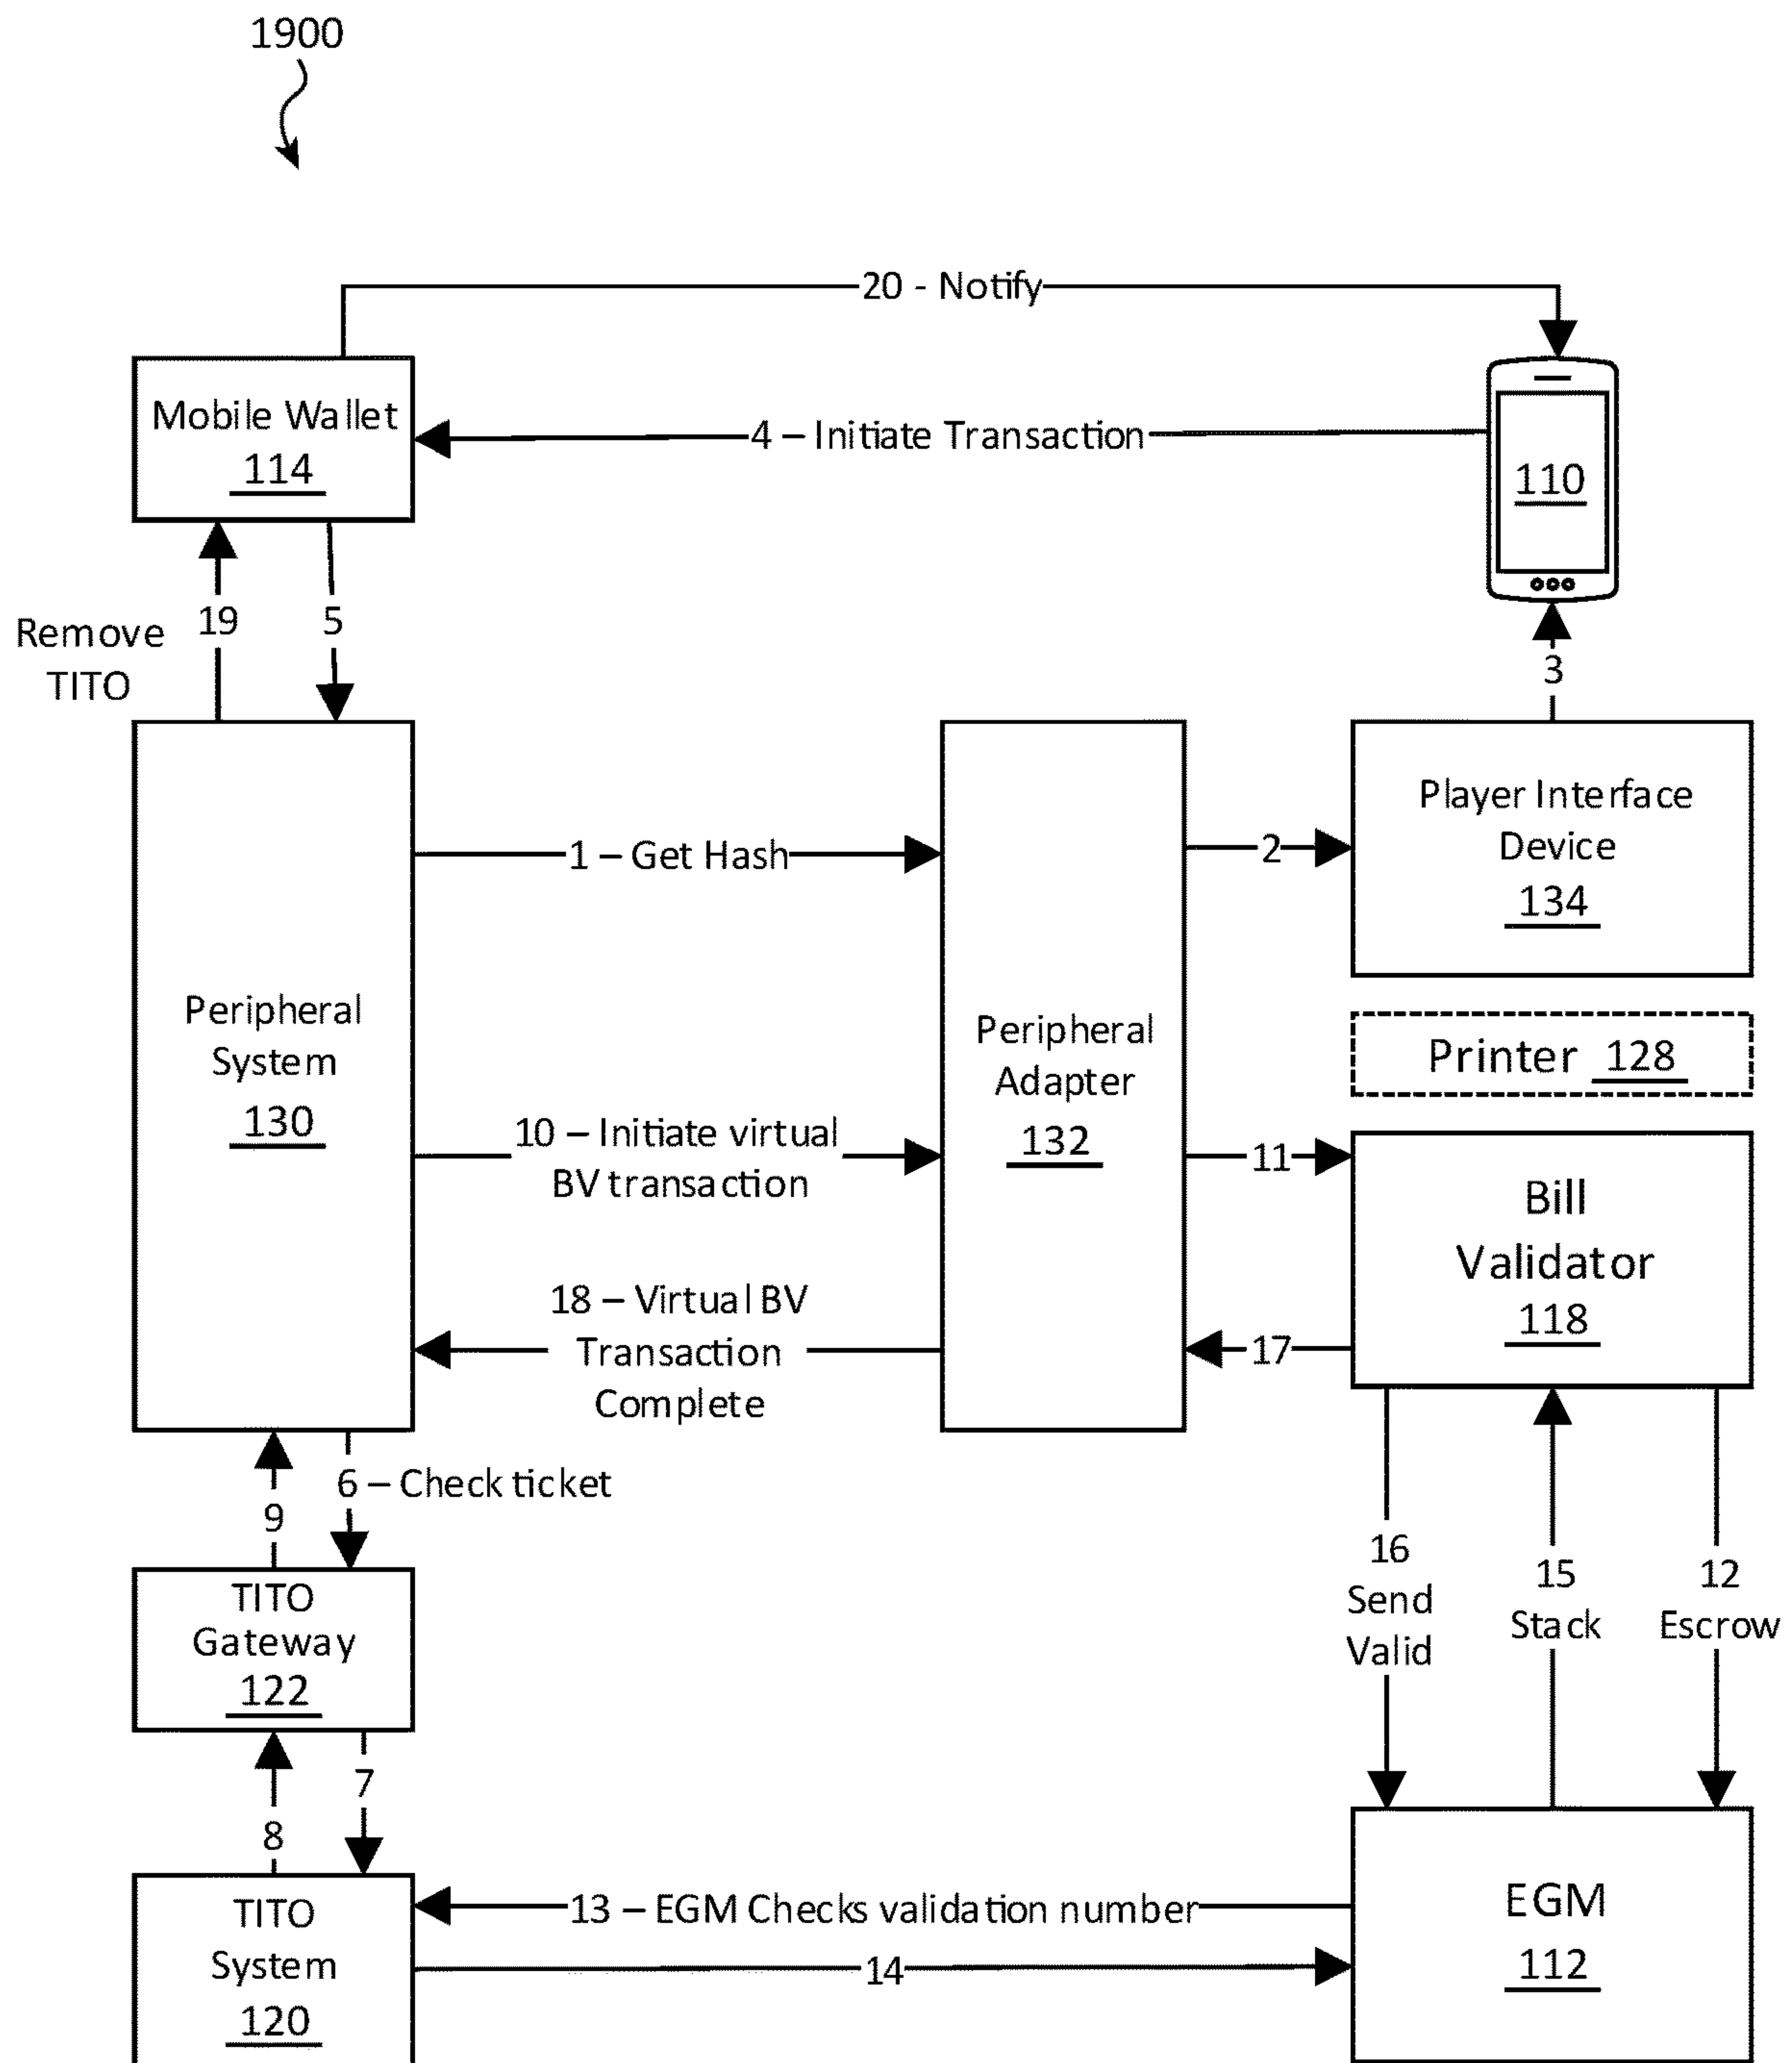 1900
20 - Notify
Mobile Wallet
114
4 – Initiate Transaction
110
Remove
TITO
19
5
3
Peripheral
System
130
1 – Get Hash
Peripheral
Adapter
132
2
Player Interface
Device
134
Printer 128
10 – Initiate virtual
BV transaction
11
Bill
Validator
118
18 – Virtual BV
Transaction
Complete
17
9
6 – Check ticket
16
Send
Valid
15
Stack
12
Escrow
TITO
Gateway
122
8
7
TITO
System
120
13 – EGM Checks validation number
14
EGM
112